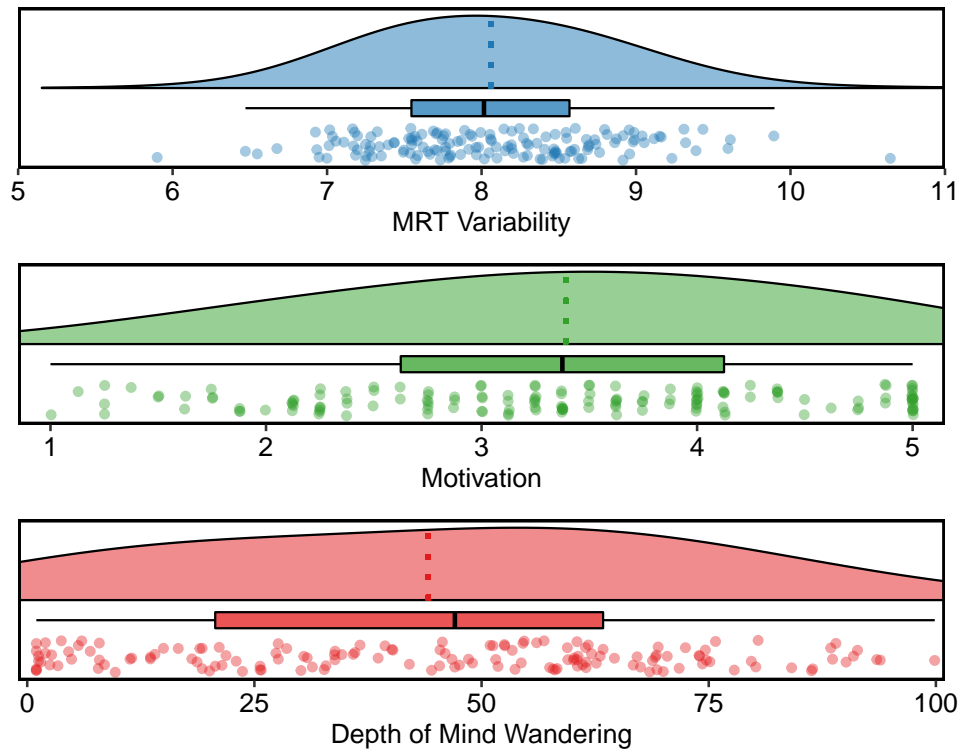 5 6 7 8 9 10 11
MRT Variability
1 2 3 4 5
Motivation
0 25 50 75 100
Depth of Mind Wandering